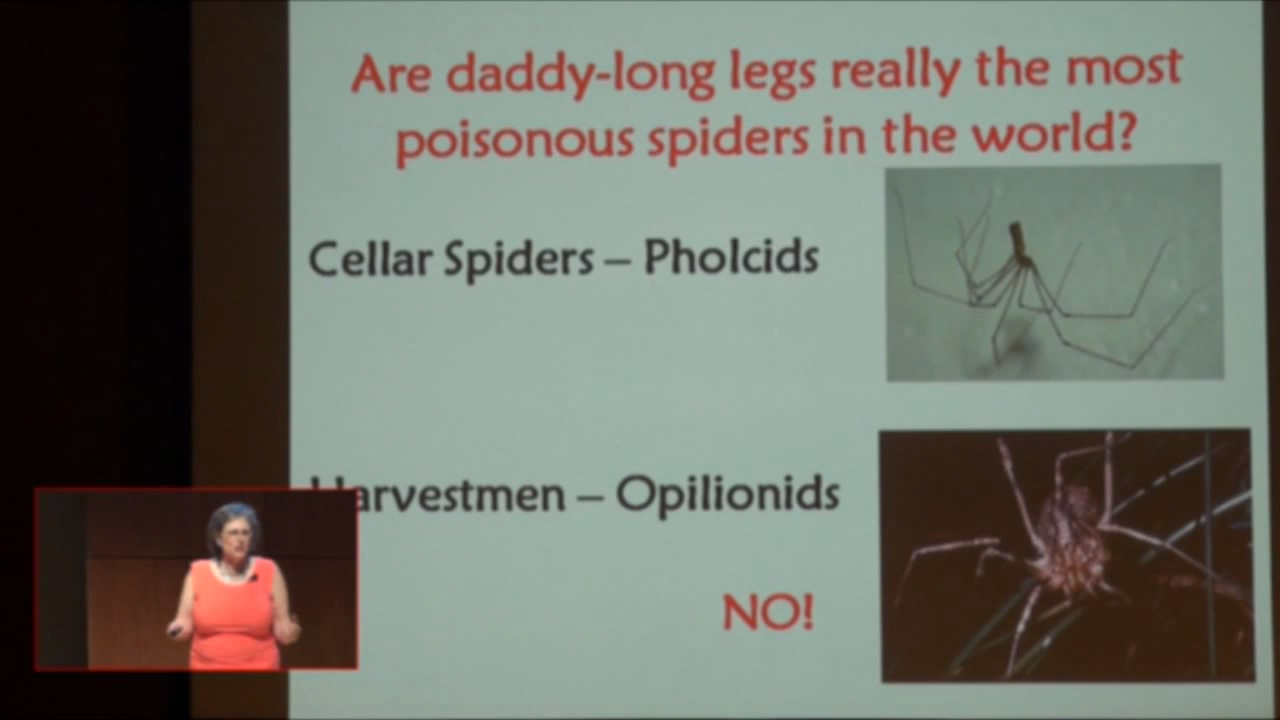 Are daddy-long legs really the most
poisonous spiders in the world?
Cellar Spiders – Pholcids
Harvestmen – Opilionids
NO!